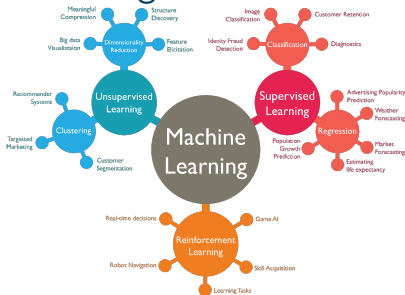 Meaningful
Compression
Structure
Discovery
Big data
Visualistaion
Dimensionality
Reduction
Feature
Elicitation
Unsupervised
Learning
Recommander
Systems
Clustering
Targetted
Marketing
Customer
Segmentation
Machine
Learning
Image
Classification
Customer Retention
Idenity Fraud
Detection
Classification
Diagnostics
Supervised
Learning
Advertising Popularity
Prediction
Weather
Forecasting
Regression
Population
Growth
Prediction
Market
Forecasting
Estimating
life expectancy
Real-time decisions
Game AI
Reinforcement
Learning
Robot Navigation
Skill Acquisition
Learning Tasks